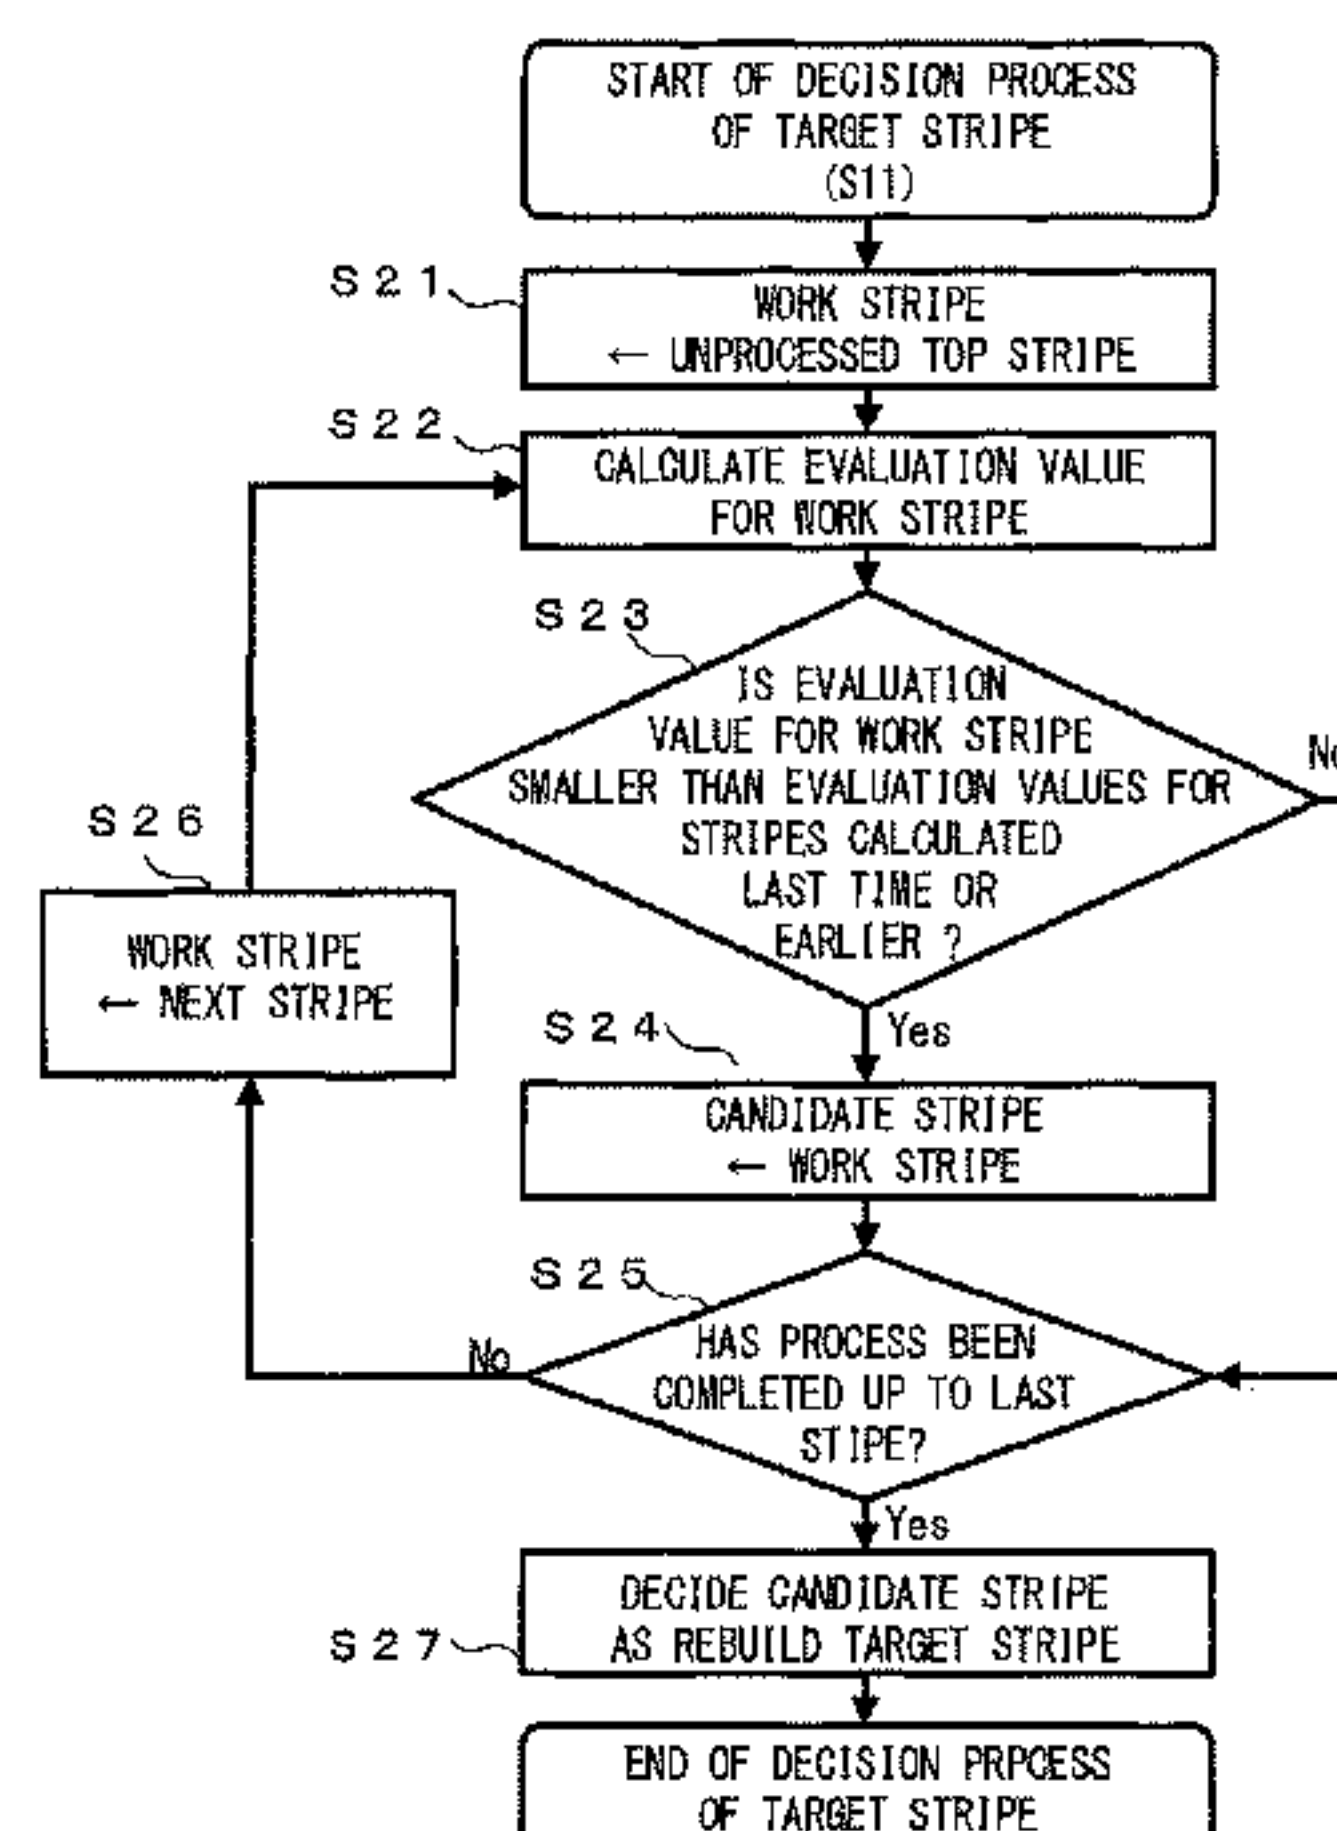 START OF DECISION PROCESS
OF TARGET STRIPE
(S11)
S21
WORK STRIPE
← UNPROCESSED TOP STRIPE
S22
CALCULATE EVALUATION VALUE
FOR WORK STRIPE
S23
IS EVALUATION
VALUE FOR WORK STRIPE
SMALLER THAN EVALUATION VALUES FOR
STRIPES CALCULATED
LAST TIME OR
EARLIER ?
No
S26
WORK STRIPE
← NEXT STRIPE
Yes
S24
CANDIDATE STRIPE
← WORK STRIPE
S25
HAS PROCESS BEEN
COMPLETED UP TO LAST
STIPE?
No
Yes
DECIDE CANDIDATE STRIPE
AS REBUILD TARGET STRIPE
S27
END OF DECISION PRPCESS
OF TARGET STRIPE